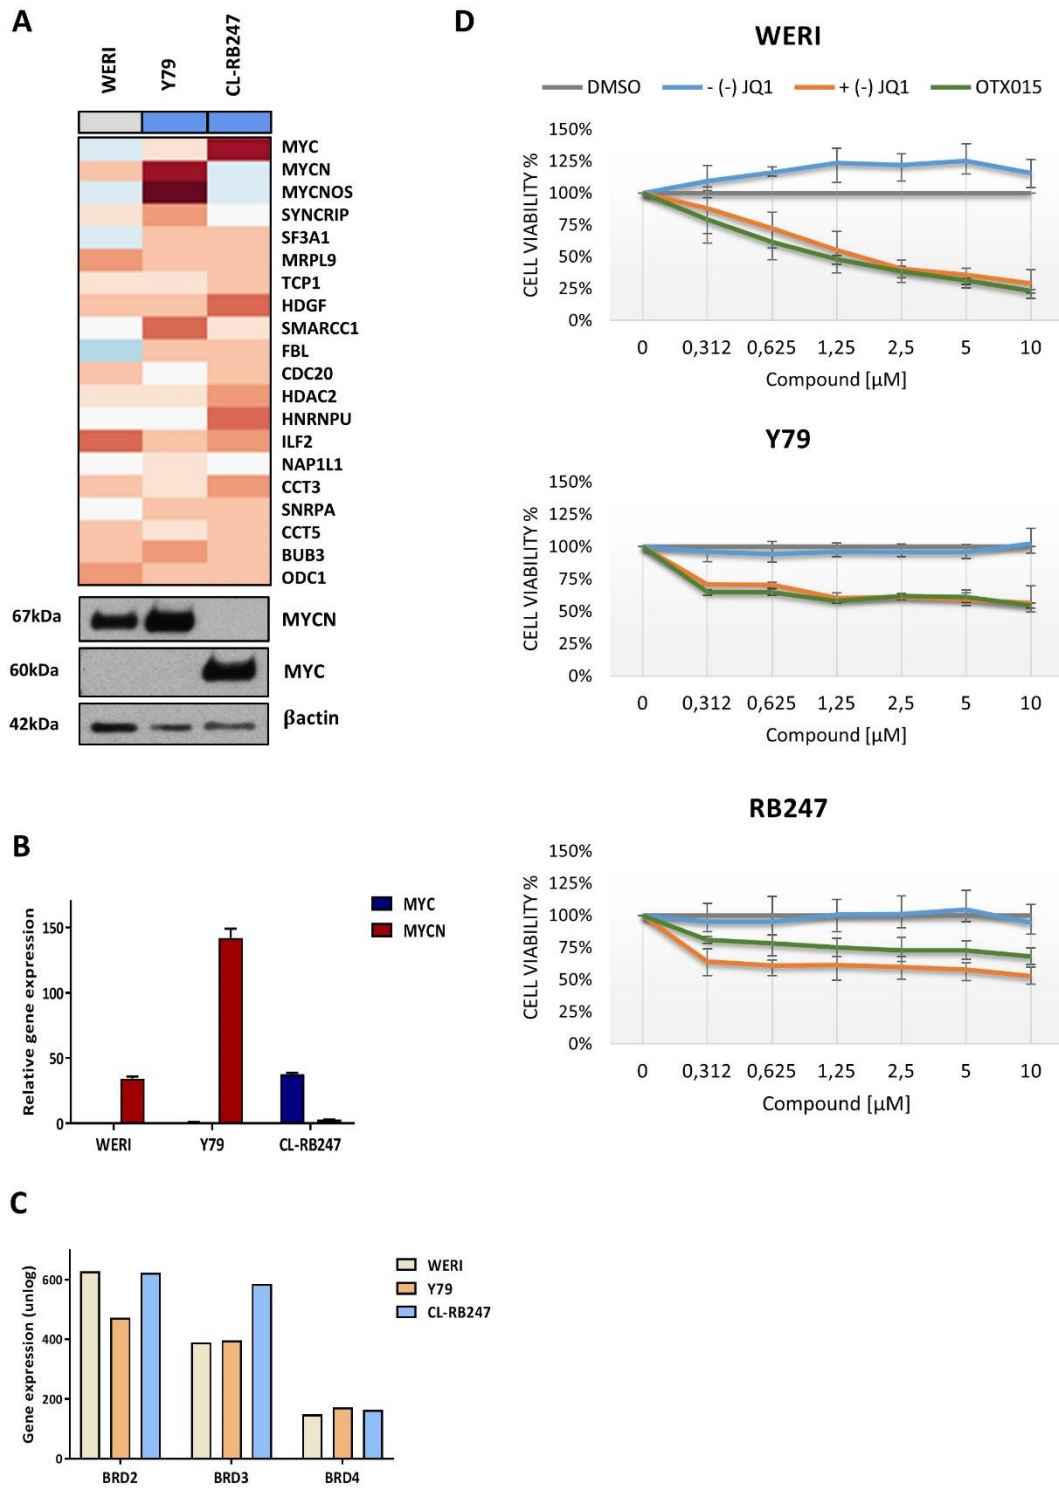 A
WERI
Y79
CL-RB247
MYC
MYCN
MYCNOS
SYNCRIP
SF3A1
MRPL9
TCP1
HDGF
SMARCC1
FBL
CDC20
HDAC2
HNRNPU
ILF2
NAP1L1
CCT3
SNRPA
CCT5
BUB3
ODC1
67kDa MYCN
60kDa MYC
42kDa βactin
B
Relative gene expression
150
100
50
0
WERI Y79 CL-RB247
MYC
MYCN
C
Gene expression (unlog)
600
400
200
0
BRD2 BRD3 BRD4
WERI
Y79
CL-RB247
D
WERI
DMSO - (-) JQ1 + (-) JQ1 OTX015
CELL VIABILITY %
150%
125%
100%
75%
50%
25%
0%
0 0,312 0,625 1,25 2,5 5 10
Compound [µM]
Y79
CELL VIABILITY %
150%
125%
100%
75%
50%
25%
0%
0 0,312 0,625 1,25 2,5 5 10
Compound [µM]
RB247
CELL VIABILITY %
150%
125%
100%
75%
50%
25%
0%
0 0,312 0,625 1,25 2,5 5 10
Compound [µM]